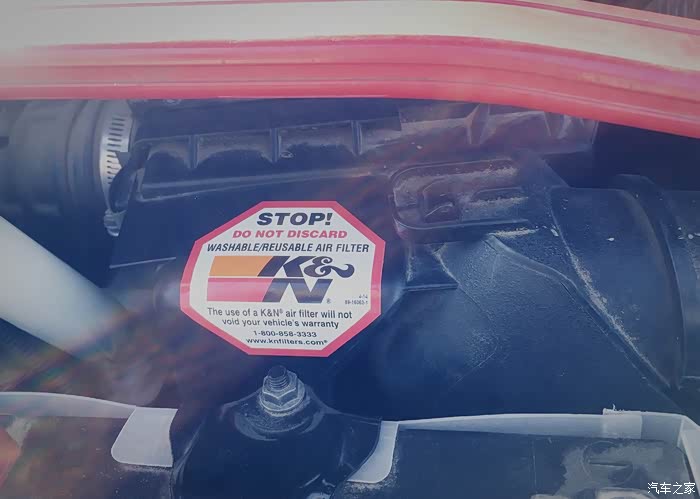 STOP!
DO NOT DISCARD
WASHABLE/REUSABLE AIR FILTER
K&N®
The use of a K&N® air filter will not
void your vehicle's warranty
1-800-858-3333
www.knfilters.com®
汽车之家